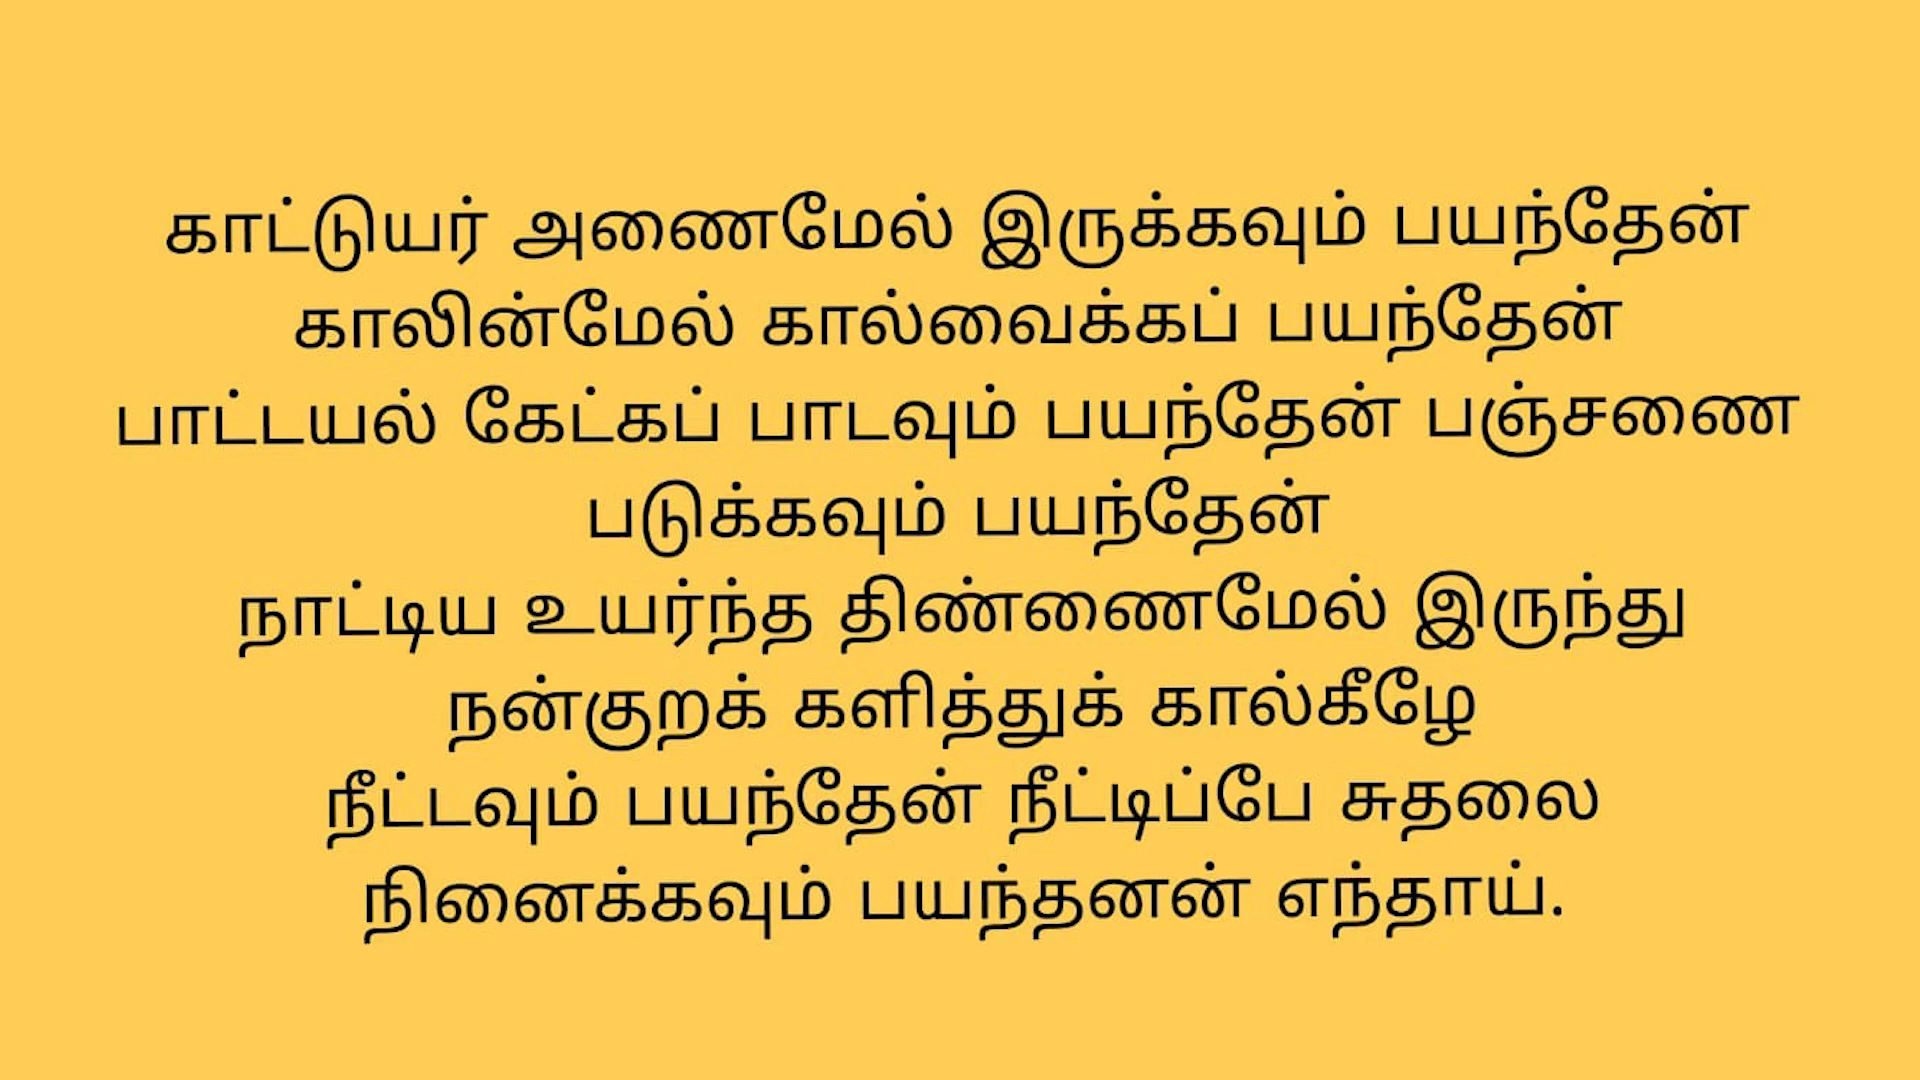 காட்டுயர் அணைமேல் இருக்கவும் பயந்தேன்
காலின்மேல் கால்வைக்கப் பயந்தேன்
பாட்டயல் கேட்கப் பாடவும் பயந்தேன் பஞ்சணை
படுக்கவும் பயந்தேன்
நாட்டிய உயர்ந்த திண்ணைமேல் இருந்து
நன்குறக் களித்துக் கால்கீழே
நீட்டவும் பயந்தேன் நீட்டிப்பே சுதலை
நினைக்கவும் பயந்தனன் எந்தாய்.